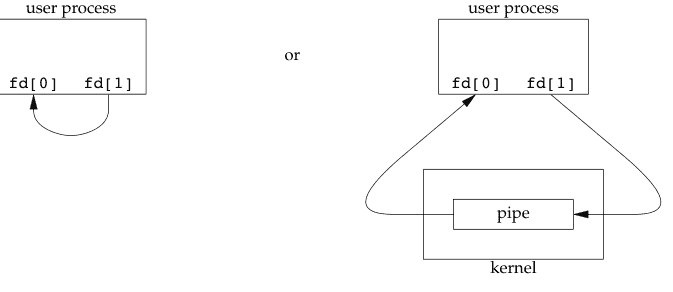 user process
fd[0] fd[1]
or
user process
fd[0] fd[1]
pipe
kernel